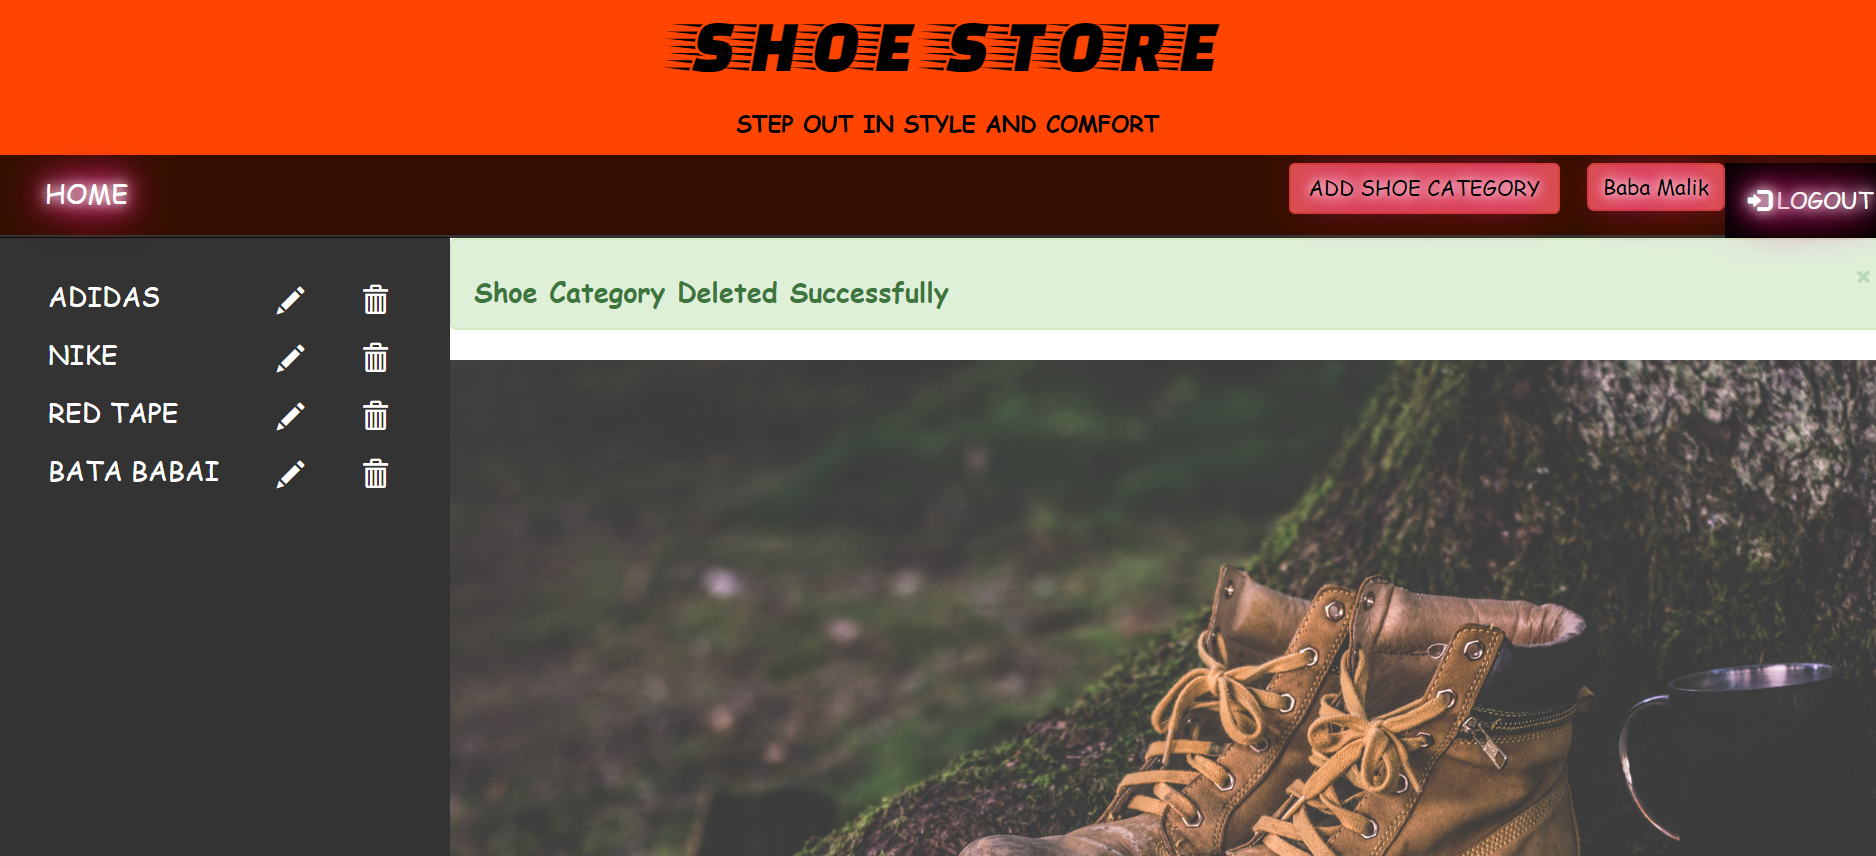 SHOE STORE
STEP OUT IN STYLE AND COMFORT
HOME
ADD SHOE CATEGORY
Baba Malik
LOGOUT
Shoe Category Deleted Successfully
×
ADIDAS
NIKE
RED TAPE
BATA BABAI